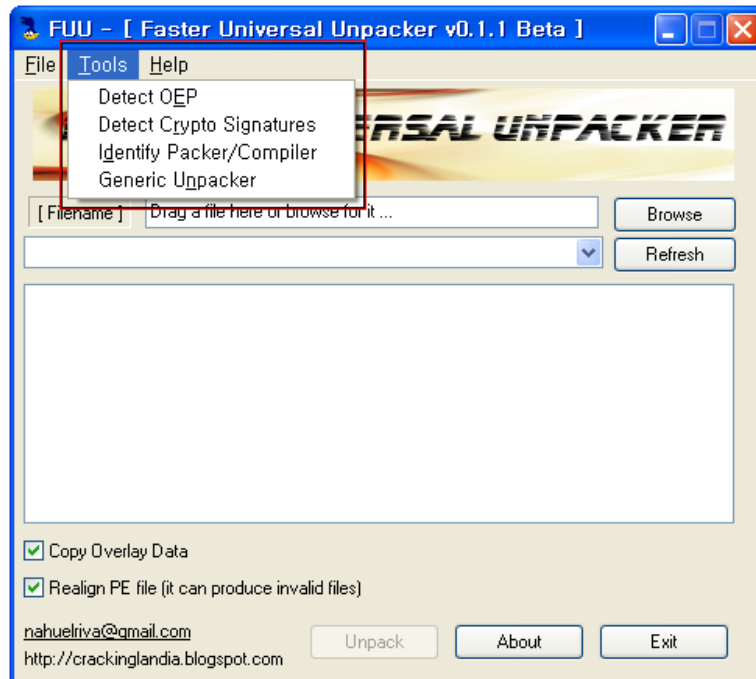 FUU - [ Faster Universal Unpacker v0.1.1 Beta ]
File Tools Help
Detect OEP
Detect Crypto Signatures
Identify Packer/Compiler
Generic Unpacker
ERSAL UNPACKER
[ Filename ] Drag a file here or browse for it ... Browse
Refresh
Copy Overlay Data
Realign PE file (it can produce invalid files)
nahuelriva@gmail.com
http://crackinglandia.blogspot.com
Unpack About Exit